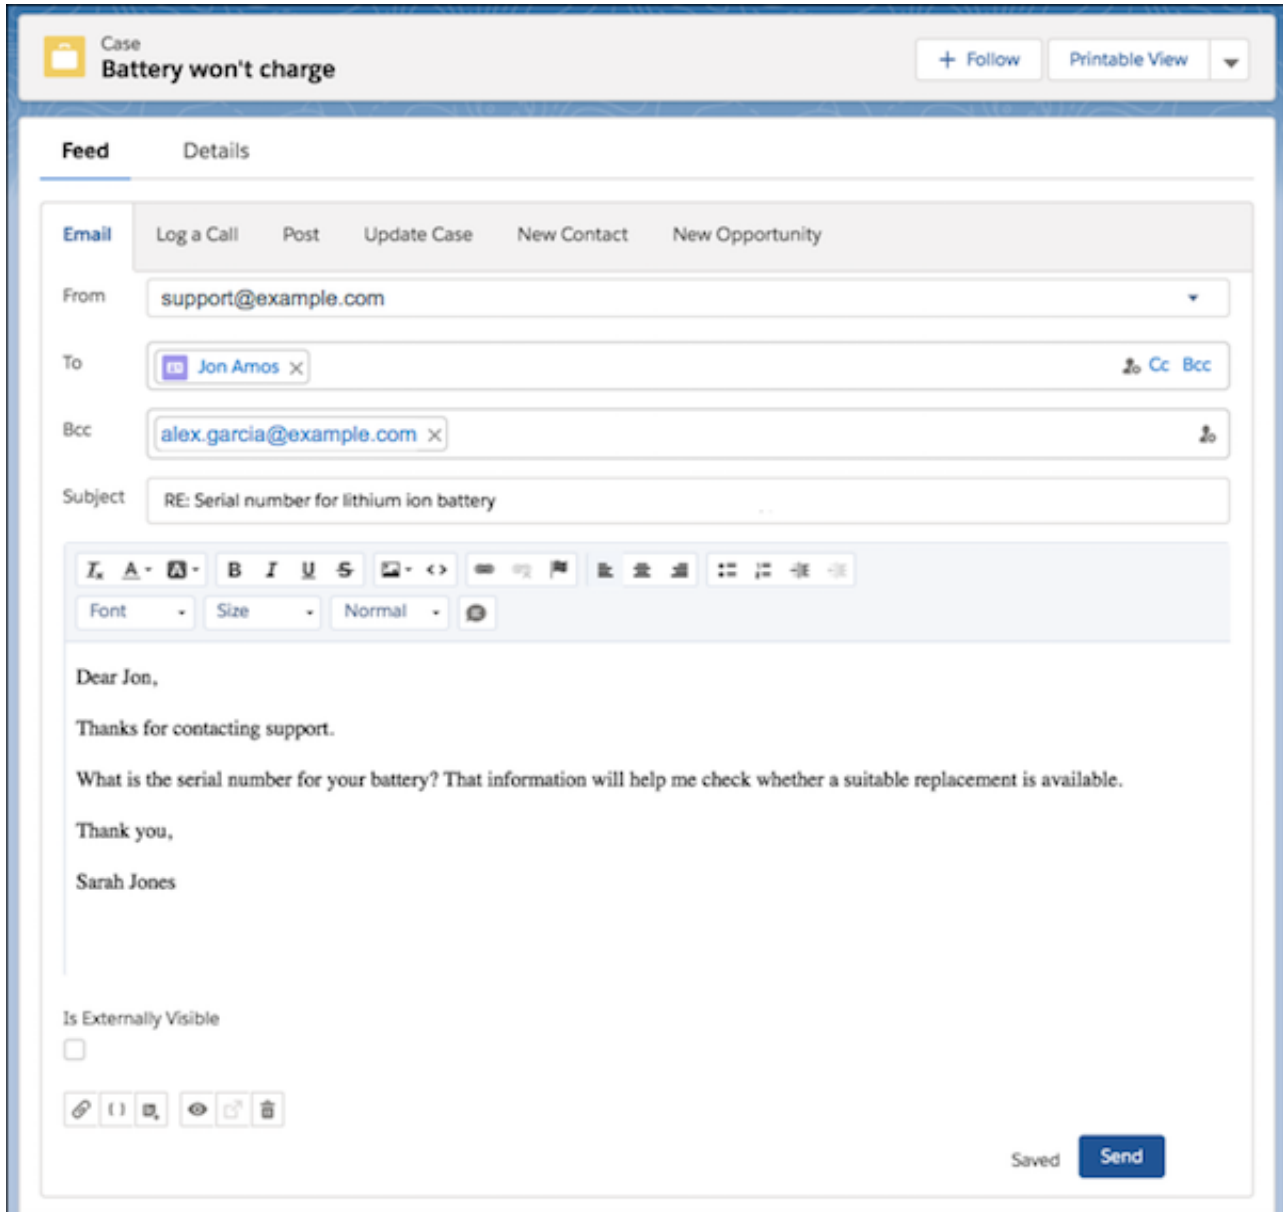 Case
Battery won't charge
+ Follow
Printable View
Feed Details
Email Log a Call Post Update Case New Contact New Opportunity
From support@example.com
To Jon Amos Cc Bcc
Bcc alex.garcia@example.com
Subject RE: Serial number for lithium ion battery
B I U S
Font Size Normal
Dear Jon,
Thanks for contacting support.
What is the serial number for your battery? That information will help me check whether a suitable replacement is available.
Thank you,
Sarah Jones
Is Externally Visible
Saved Send